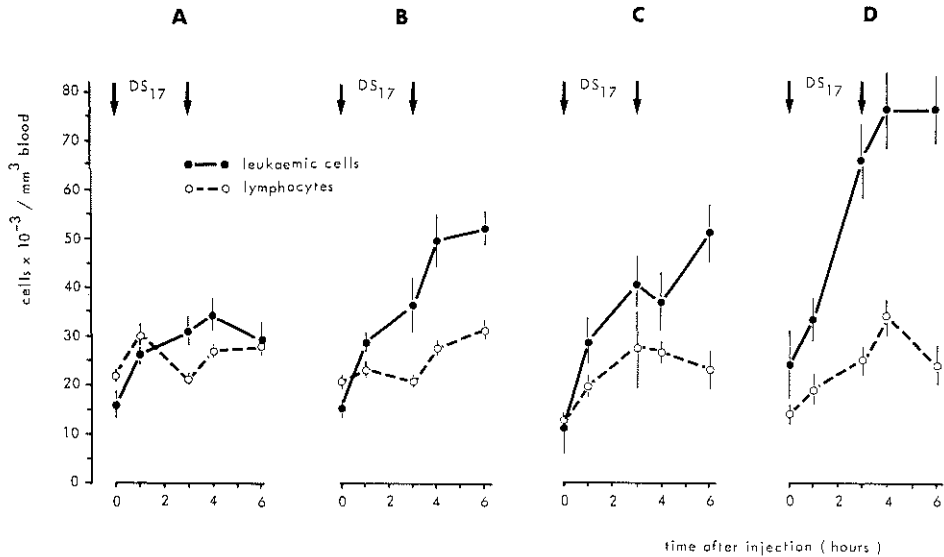 A B C D
DS17 DS17 DS17 DS17
80
70
60
50
40
30
20
10
0
cells x 10-3 / mm3 blood
leukaemic cells
lymphocytes
0 2 4 6 0 2 4 6 0 2 4 6 0 2 4 6
time after injection ( hours )